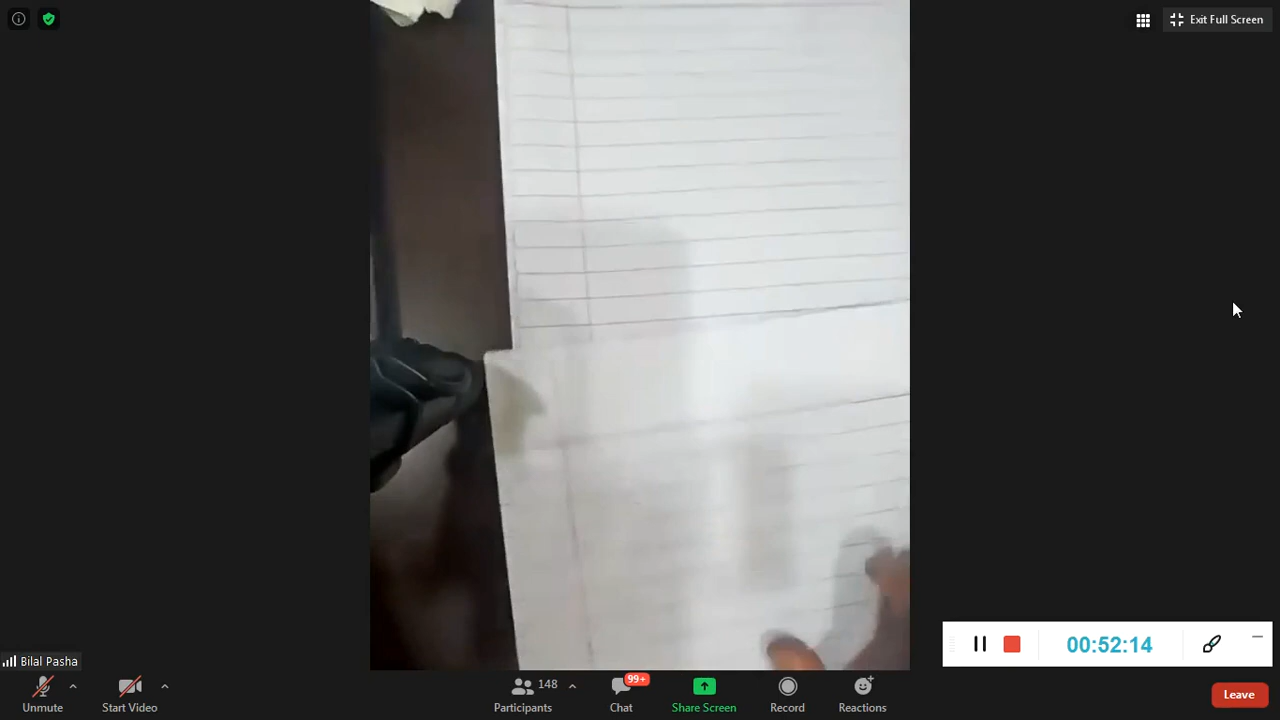 Exit Full Screen
00:52:14
Bilal Pasha
Unmute
Start Video
148
Participants
99+
Chat
Share Screen
Record
Reactions
Leave